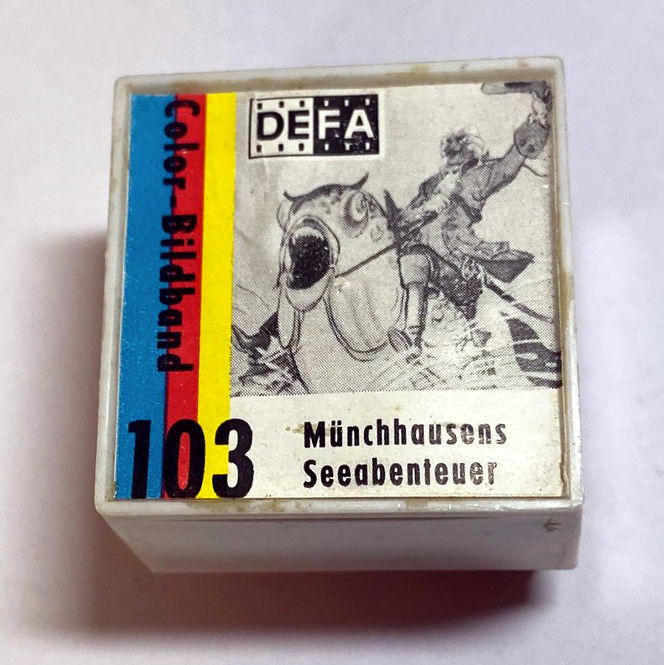 DEFA
Color-Bildband
103
Münchhausens
Seeabenteuer